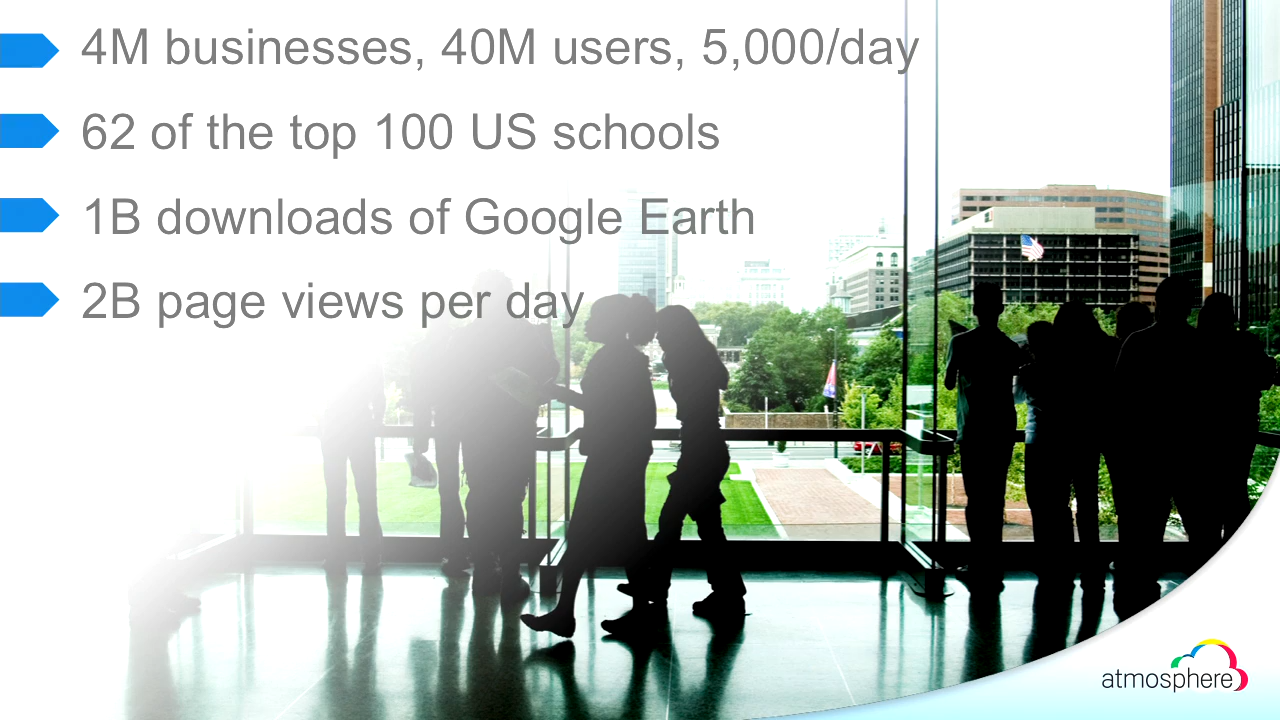 4M businesses, 40M users, 5,000/day
62 of the top 100 US schools
1B downloads of Google Earth
2B page views per day
atmosphere